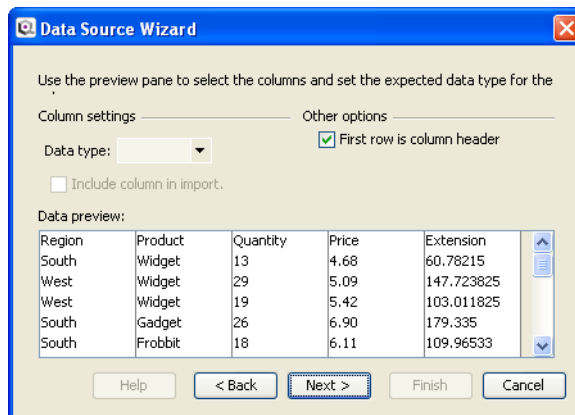 Data Source Wizard
Use the preview pane to select the columns and set the expected data type for the
Column settings
Other options
Data type:
First row is column header
Include column in import.
Data preview:
Region Product Quantity Price Extension
South Widget 13 4.68 60.78215
West Widget 29 5.09 147.723825
West Widget 19 5.42 103.011825
South Gadget 26 6.90 179.335
South Frobbit 18 6.11 109.96533
Help < Back Next > Finish Cancel